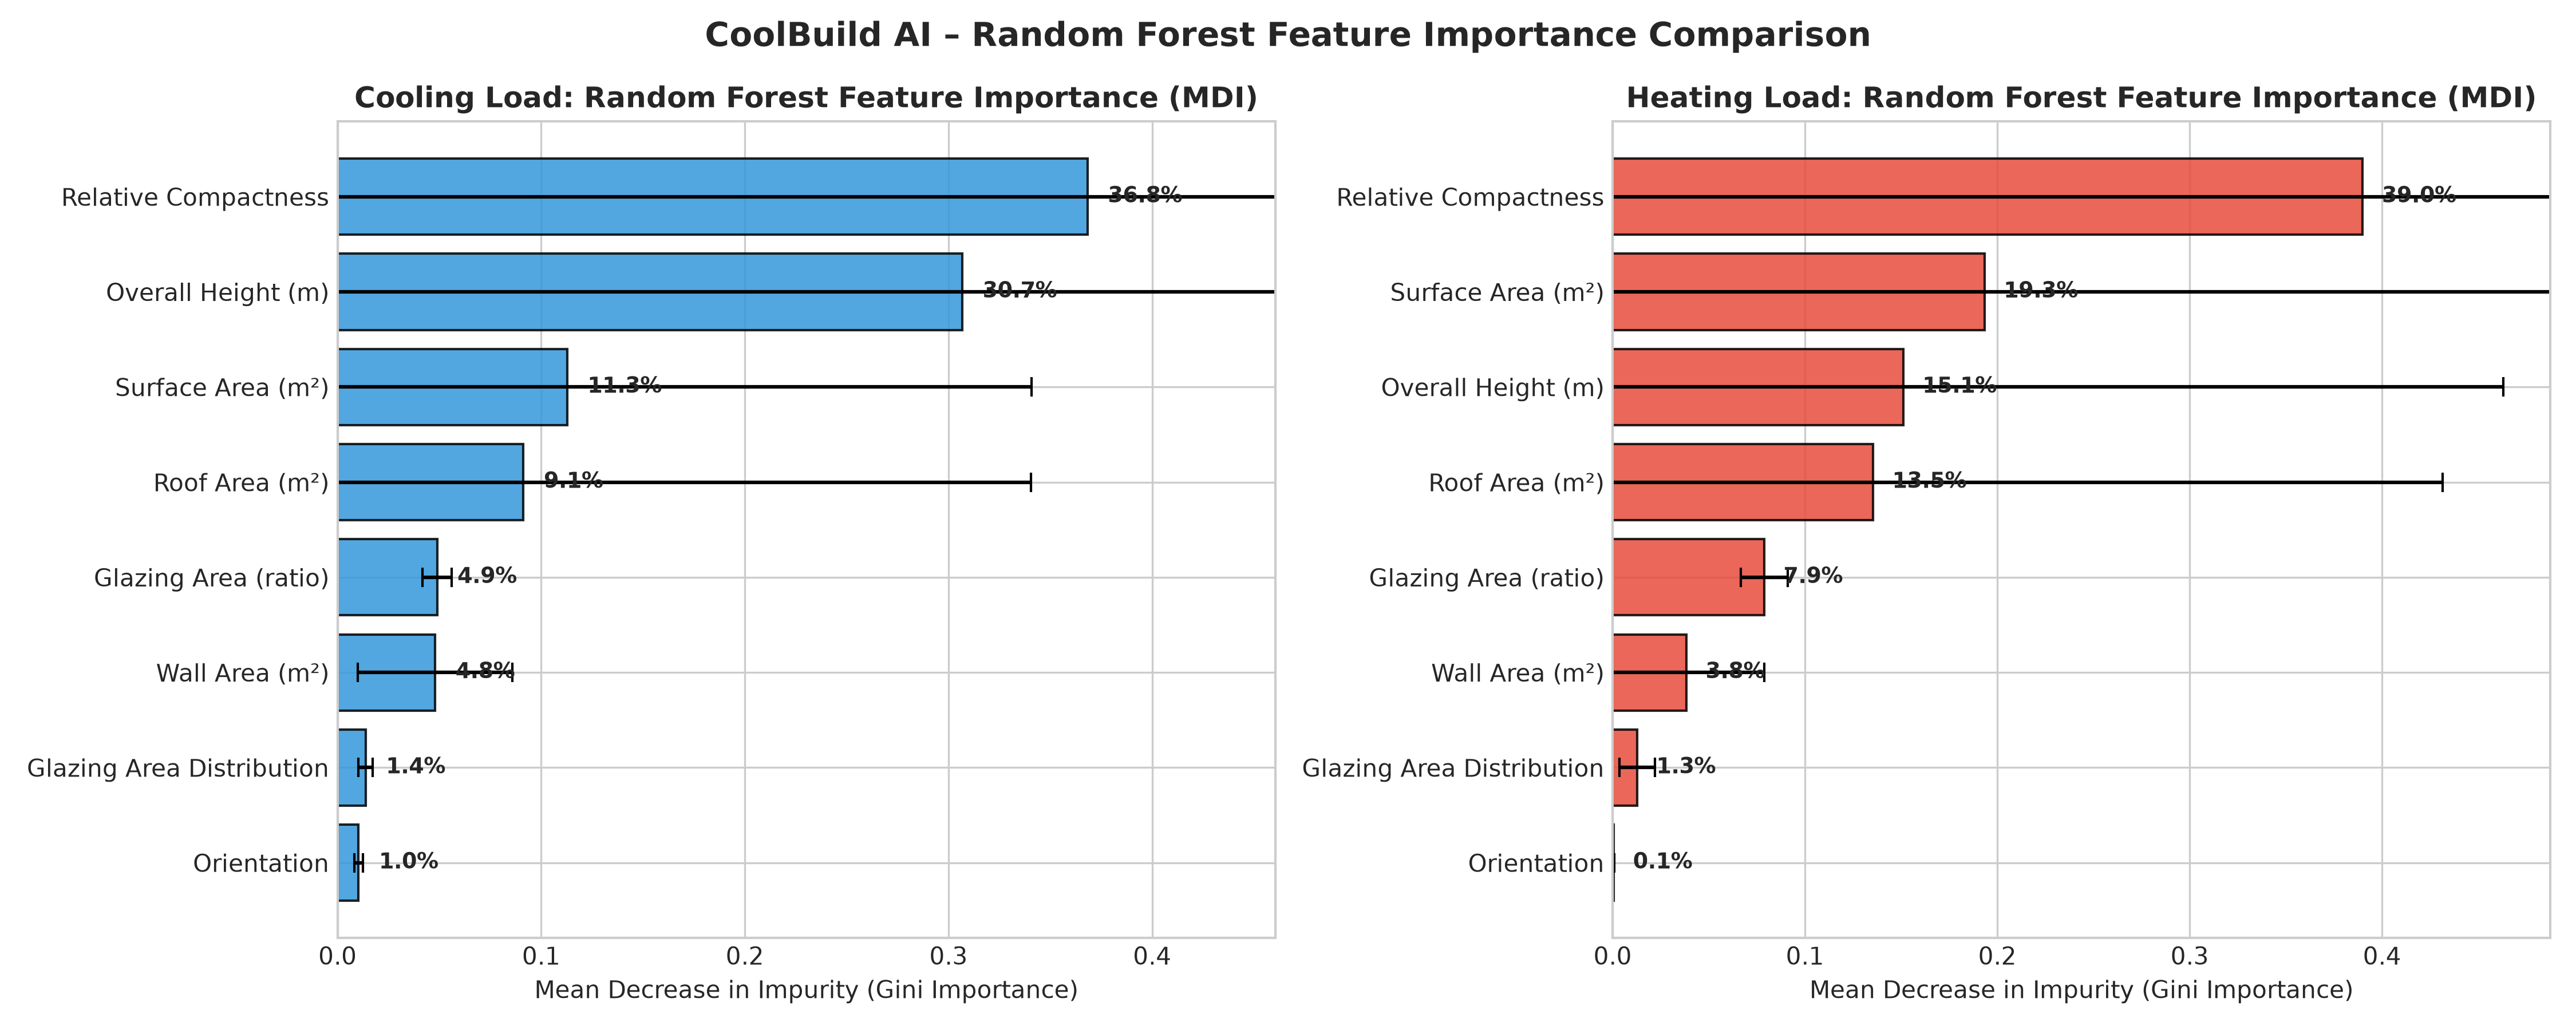 CoolBuild AI – Random Forest Feature Importance Comparison
Cooling Load: Random Forest Feature Importance (MDI)
Relative Compactness
36.8%
Overall Height (m)
30.7%
Surface Area (m²)
11.3%
Roof Area (m²)
9.1%
Glazing Area (ratio)
4.9%
Wall Area (m²)
4.8%
Glazing Area Distribution
1.4%
Orientation
1.0%
0.0 0.1 0.2 0.3 0.4
Mean Decrease in Impurity (Gini Importance)
Heating Load: Random Forest Feature Importance (MDI)
Relative Compactness
39.0%
Surface Area (m²)
19.3%
Overall Height (m)
15.1%
Roof Area (m²)
13.5%
Glazing Area (ratio)
7.9%
Wall Area (m²)
3.8%
Glazing Area Distribution
1.3%
Orientation
0.1%
0.0 0.1 0.2 0.3 0.4
Mean Decrease in Impurity (Gini Importance)